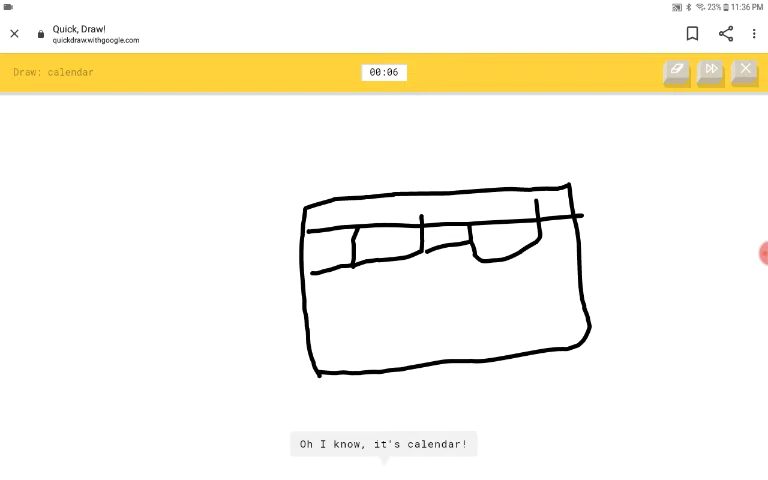 23% 11:36 PM
Quick, Draw!
quickdraw.withgoogle.com
Draw: calendar
00:06
Oh I know, it's calendar!